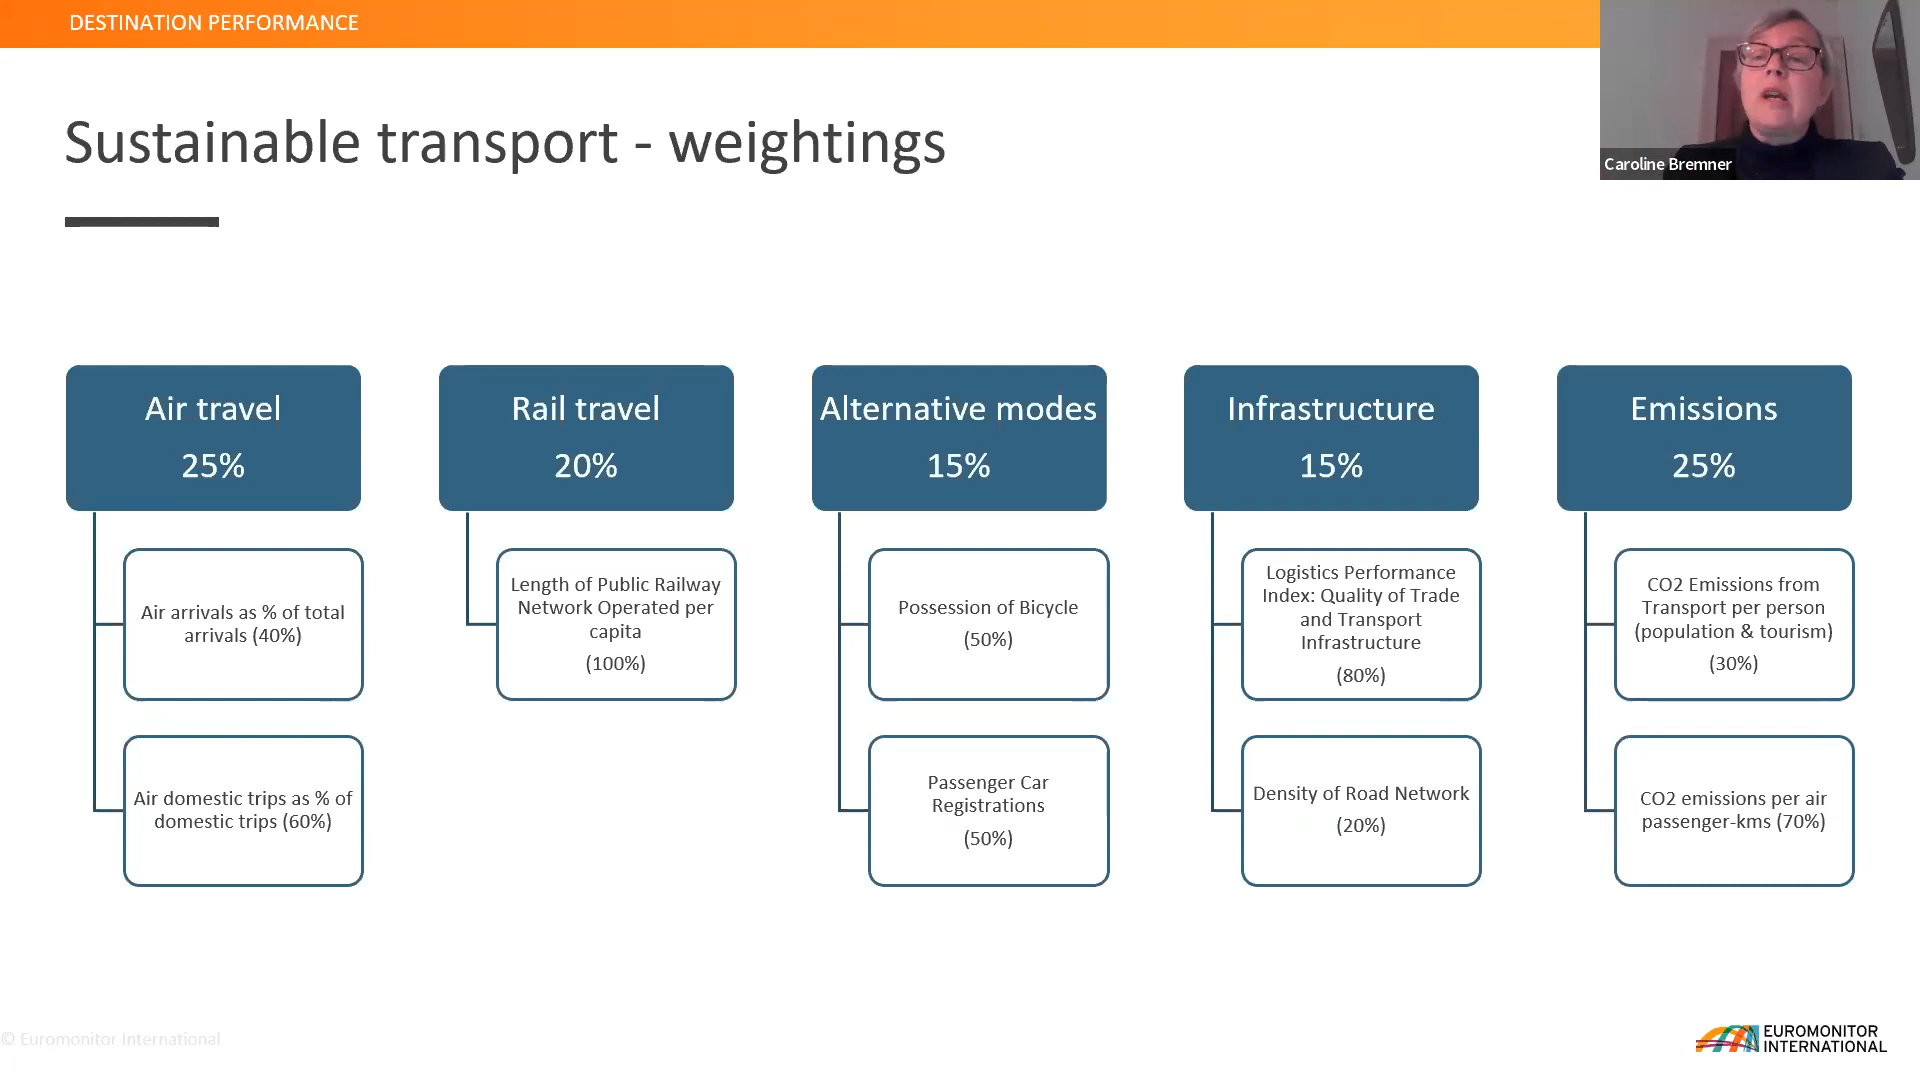 DESTINATION PERFORMANCE
Caroline Bremner
Sustainable transport - weightings
Air travel
25%
Air arrivals as % of total
arrivals (40%)
Air domestic trips as % of
domestic trips (60%)
Rail travel
20%
Length of Public Railway
Network Operated per
capita
(100%)
Alternative modes
15%
Possession of Bicycle
(50%)
Passenger Car
Registrations
(50%)
Infrastructure
15%
Logistics Performance
Index: Quality of Trade
and Transport
Infrastructure
(80%)
Density of Road Network
(20%)
Emissions
25%
CO2 Emissions from
Transport per person
(population & tourism)
(30%)
CO2 emissions per air
passenger-kms (70%)
© Euromonitor International
EUROMONITOR
INTERNATIONAL